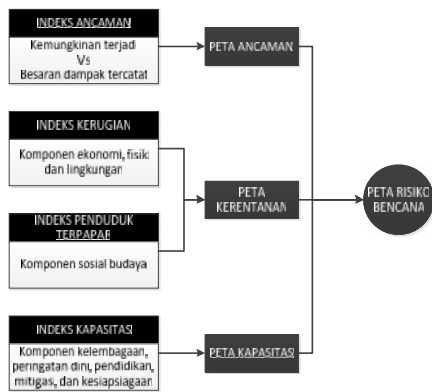 INDEKS ANCAMAN
Kemungkinan terjadi
Vs
Besaran dampak tercatat
PETA ANCAMAN
INDEKS KERUGIAN
Komponen ekonomi, fisik
dan lingkungan
INDEKS PENDUDUK
TERPAPAR
Komponen sosial budaya
PETA
KERENTANAN
PETA RISIKO
BENCANA
INDEKS KAPASITAS
Komponen kelembagaan,
peringatan dini, pendidikan,
mitigas, dan kesiapsiagaan
PETA KAPASITAS